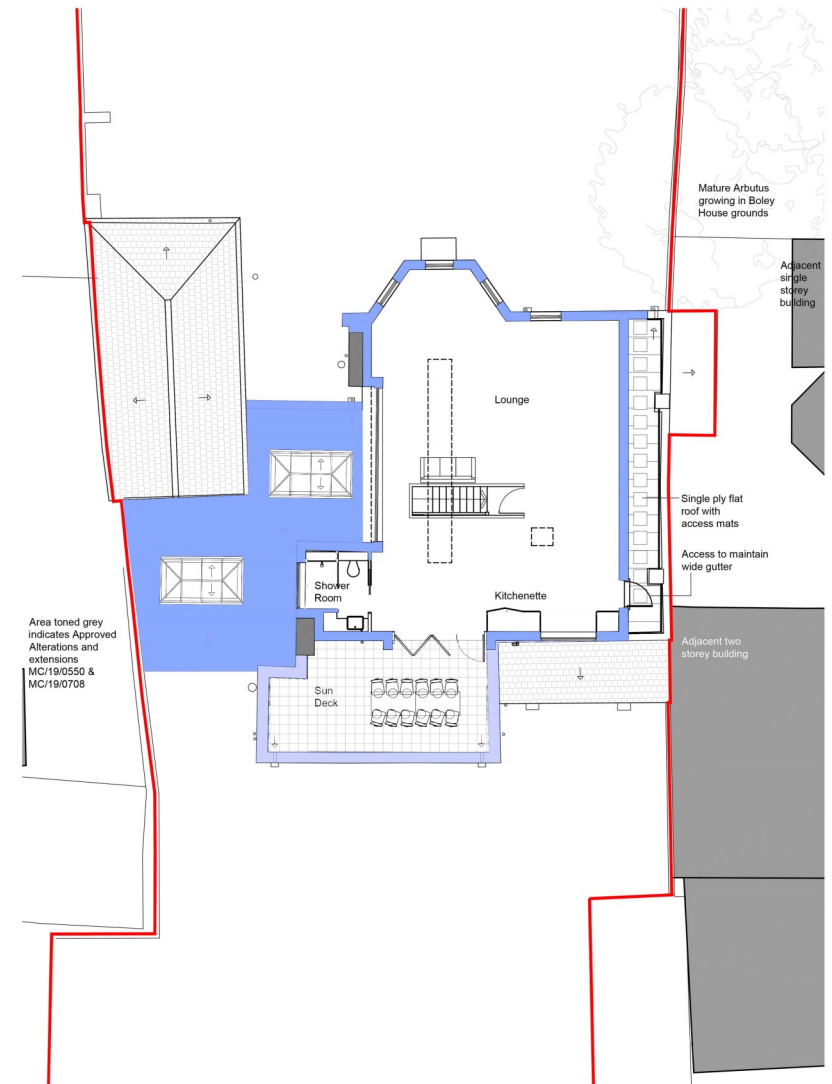 Mature Arbutus
growing in Boley
House grounds
Adjacent
single
storey
building
Lounge
Single ply flat
roof with
access mats
Access to maintain
wide gutter
Shower
Room
Kitchenette
Area toned grey
indicates Approved
Alterations and
extensions
MC/19/0550 &
MC/19/0708
Adjacent two
storey building
Sun
Deck